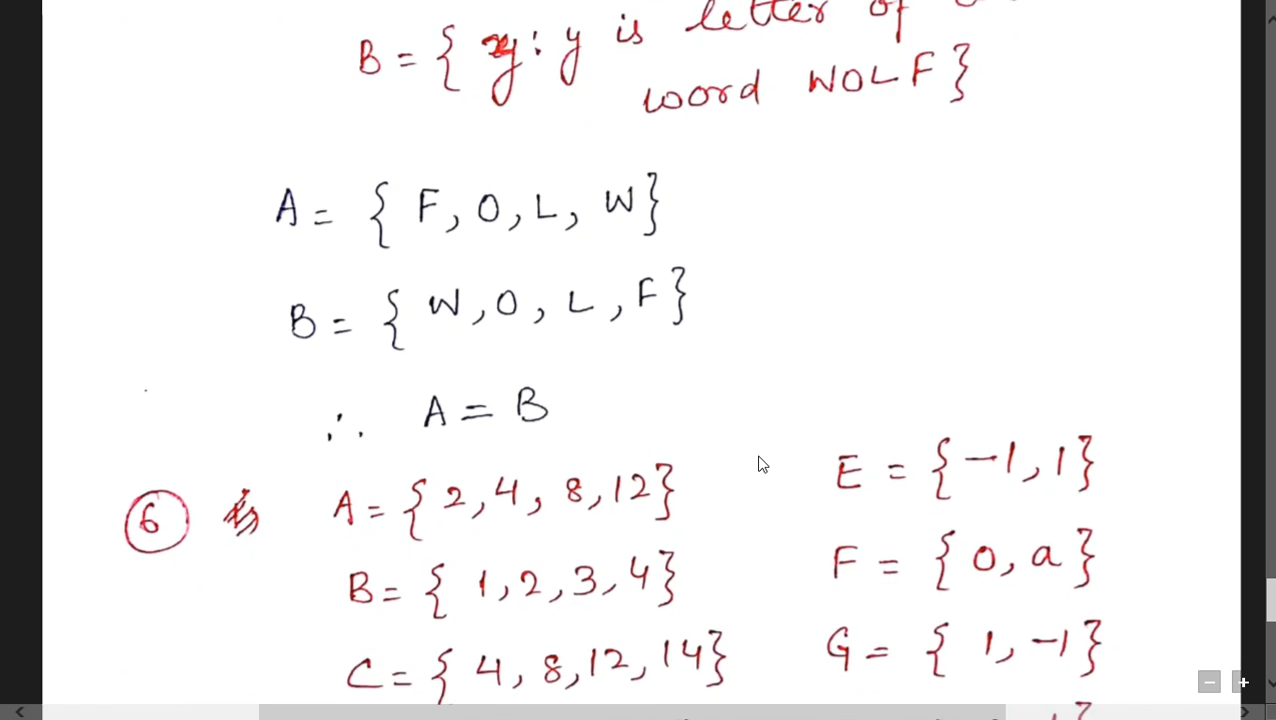 B = { y : y is letter of
word WOLF }
A = { F, O, L, W }
B = { W, O, L, F }
∴ A = B
⑥ A = { 2, 4, 8, 12 }
E = { -1, 1 }
B = { 1, 2, 3, 4 }
F = { 0, a }
C = { 4, 8, 12, 14 }
G = { 1, -1 }